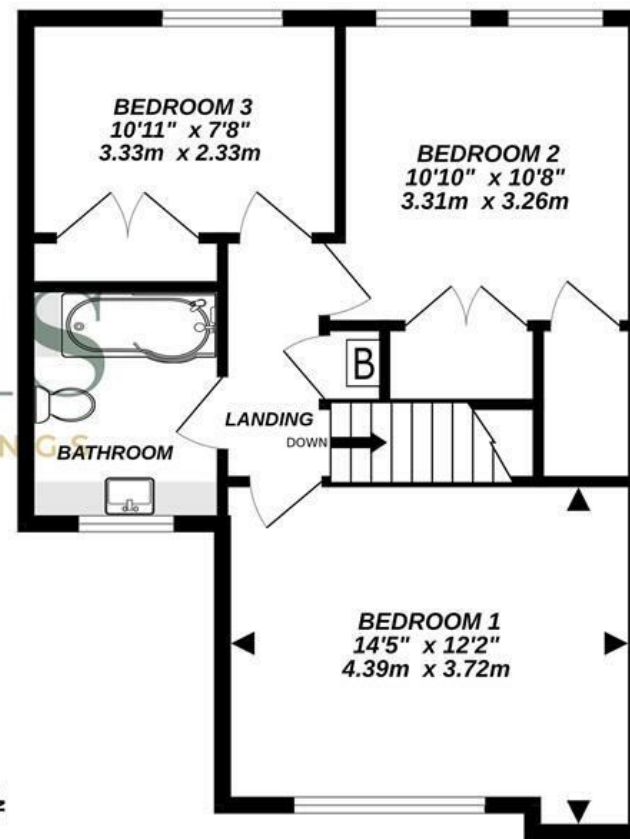 BEDROOM 3
10'11" x 7'8"
3.33m x 2.33m
BEDROOM 2
10'10" x 10'8"
3.31m x 3.26m
B
S
LANDING
DOWN
NGS
BATHROOM
BEDROOM 1
14'5" x 12'2"
4.39m x 3.72m